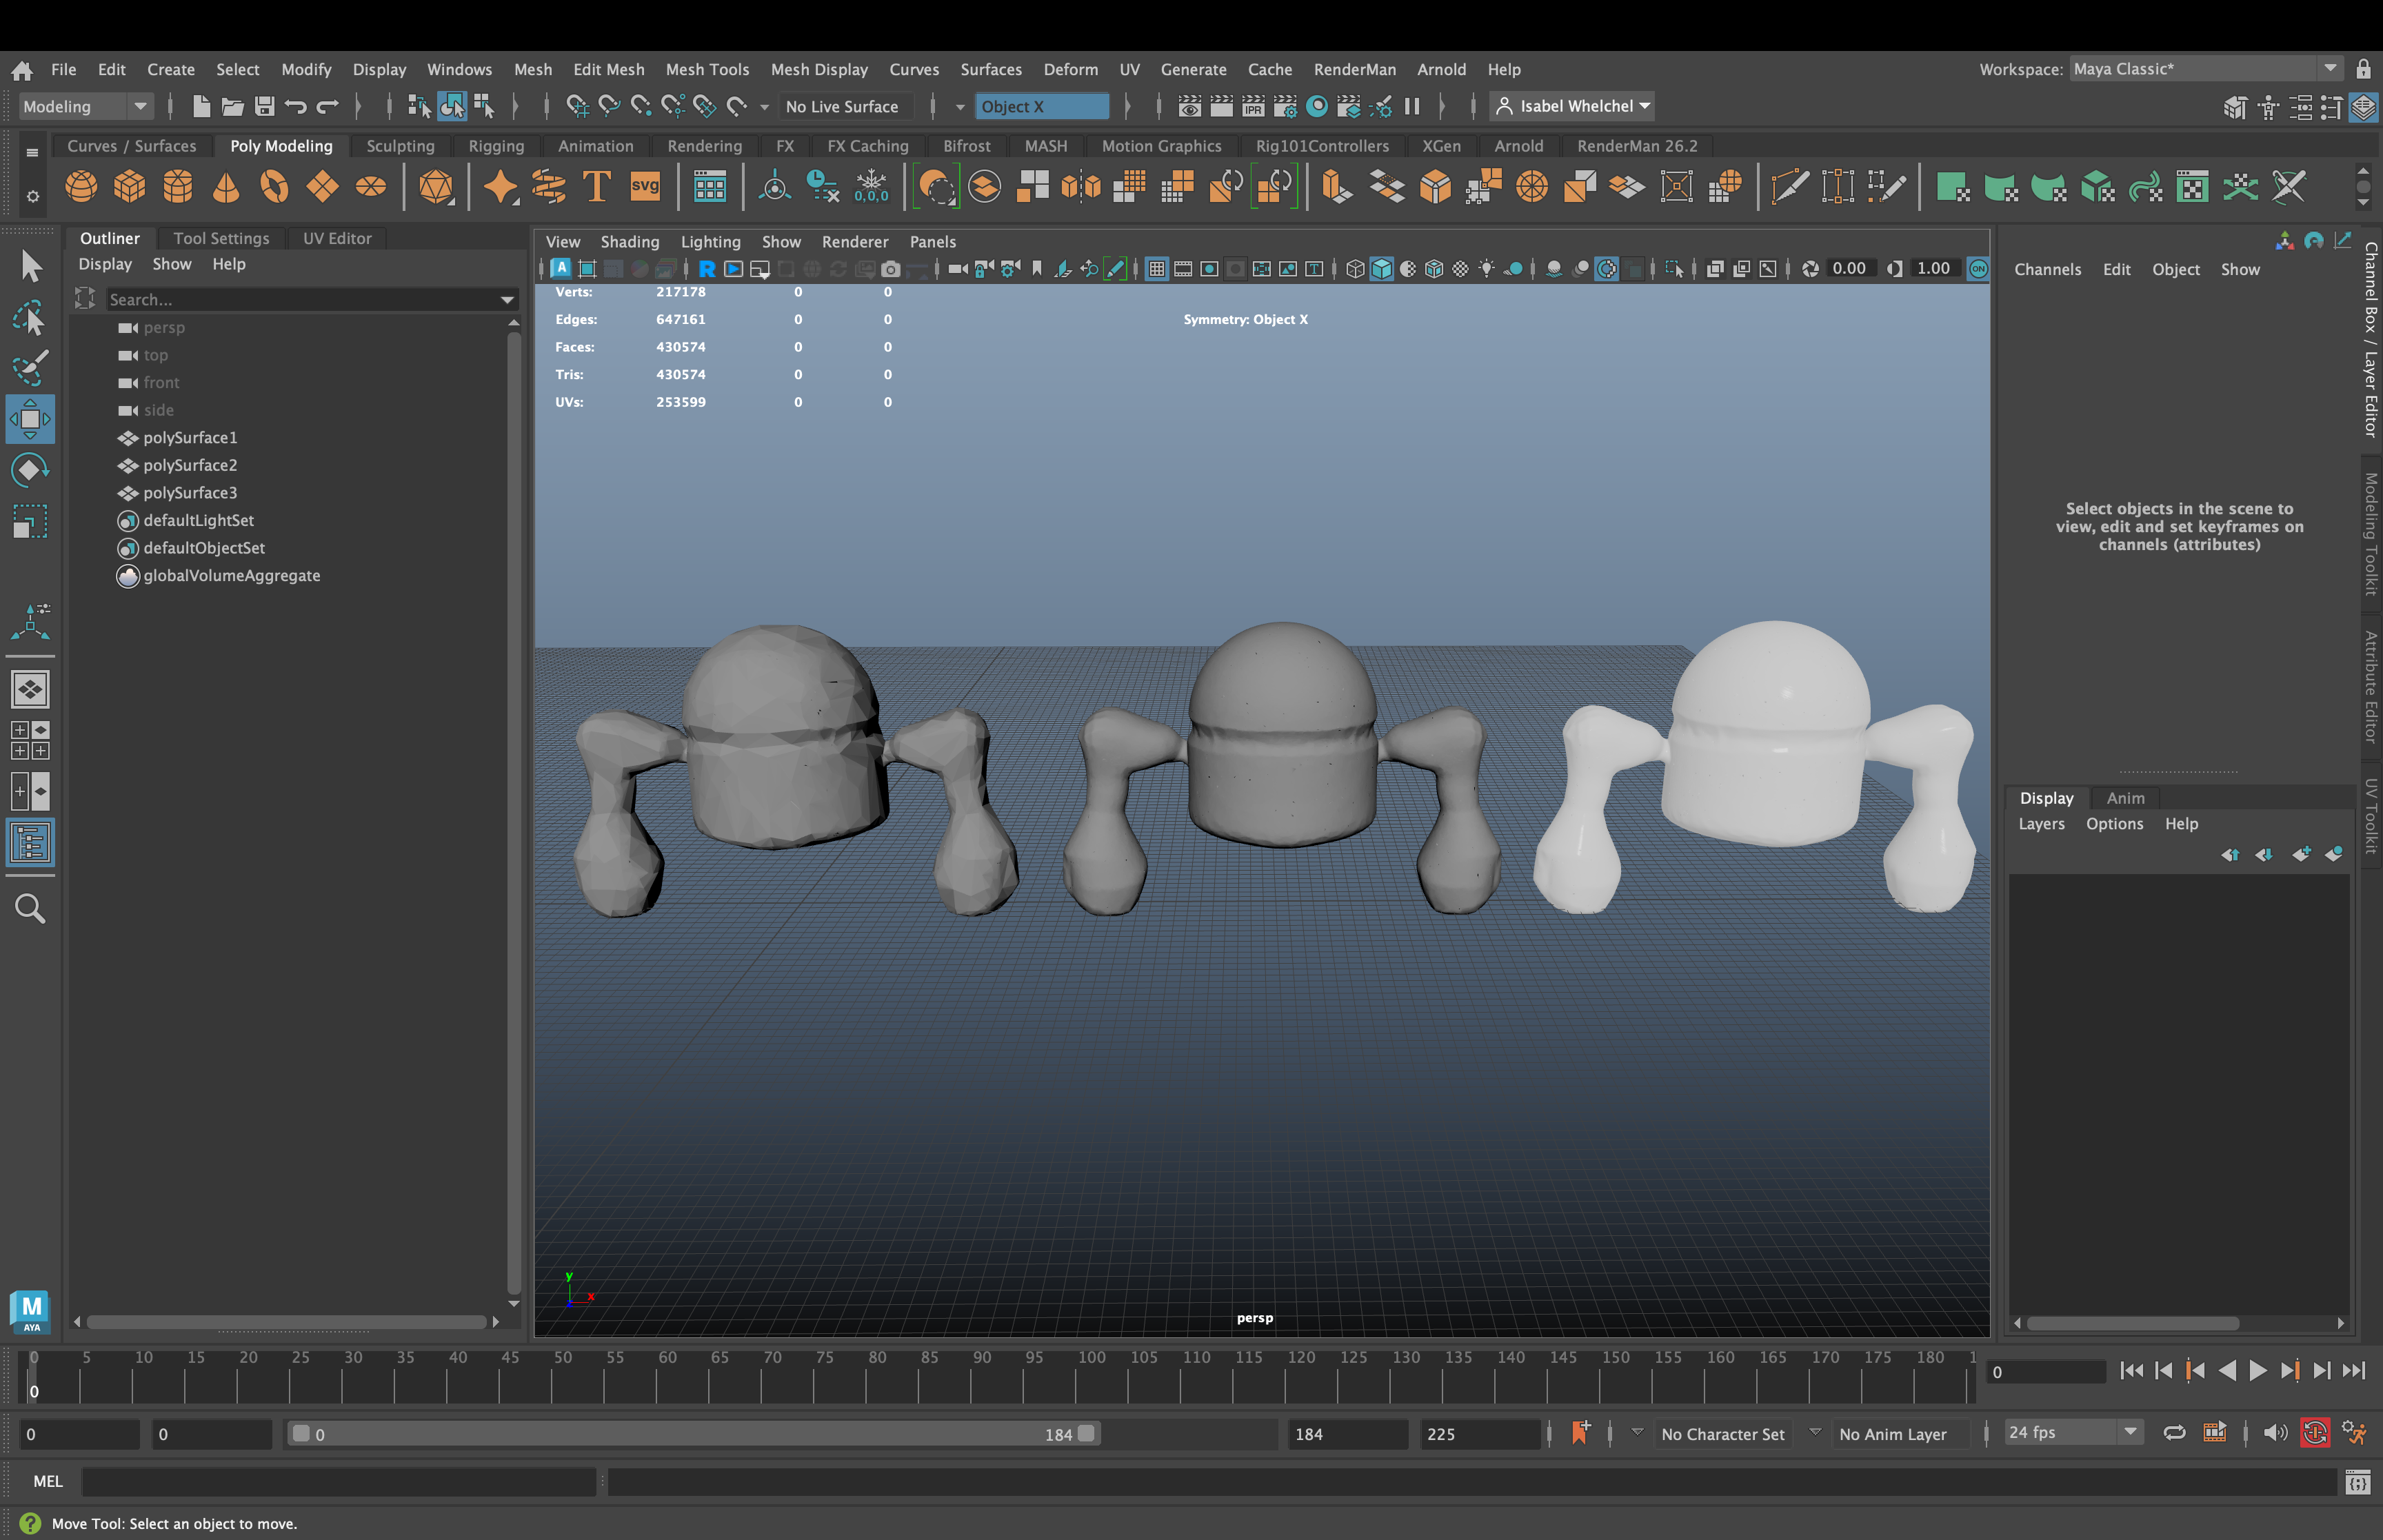 File Edit Create Select Modify Display Windows Mesh Edit Mesh Mesh Tools Mesh Display Curves Surfaces Deform UV Generate Cache RenderMan Arnold Help Workspace: Maya Classic*
Modeling No Live Surface Object X IPR Isabel Whelchel
Curves / Surfaces Poly Modeling Sculpting Rigging Animation Rendering FX FX Caching Bifrost MASH Motion Graphics Rig101Controllers XGen Arnold RenderMan 26.2
T svg 0,0,0
Outliner Tool Settings UV Editor
Display Show Help
Search...
persp
top
front
side
polySurface1
polySurface2
polySurface3
defaultLightSet
defaultObjectSet
globalVolumeAggregate
View Shading Lighting Show Renderer Panels
A R T 0.00 1.00 ON
Verts: 217178 0 0
Edges: 647161 0 0
Faces: 430574 0 0
Tris: 430574 0 0
UVs: 253599 0 0
Symmetry: Object X
y
x
persp
Channels Edit Object Show
Select objects in the scene to
view, edit and set keyframes on
channels (attributes)
Display Anim
Layers Options Help
Channel Box / Layer Editor
Modeling Toolkit
Attribute Editor
UV Toolkit
M
AYA
0 5 10 15 20 25 30 35 40 45 50 55 60 65 70 75 80 85 90 95 100 105 110 115 120 125 130 135 140 145 150 155 160 165 170 175 180 1
0 0
0 0 0 184 184 225 No Character Set No Anim Layer 24 fps
MEL
Move Tool: Select an object to move.